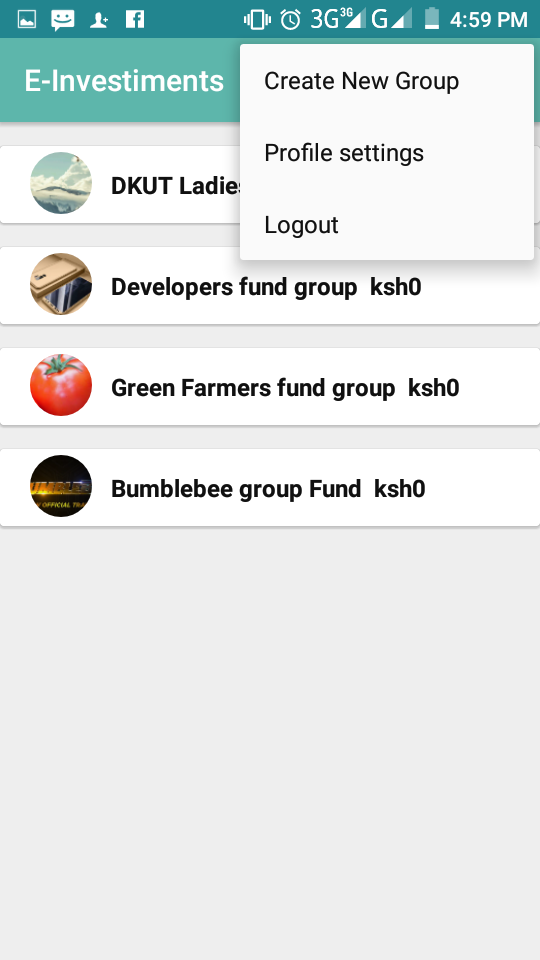 3G 3G G 4:59 PM
E-Investiments
Create New Group
Profile settings
Logout
DKUT
Developers fund group ksh0
Green Farmers fund group ksh0
Bumblebee group Fund ksh0
OFFICIAL